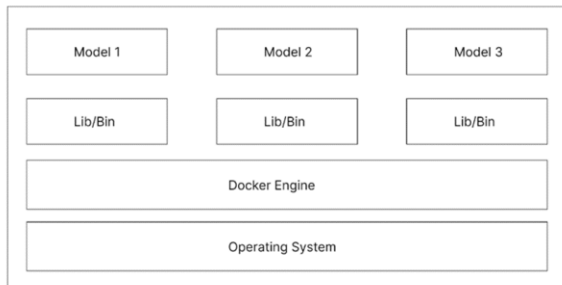 Model 1
Model 2
Model 3
Lib/Bin
Lib/Bin
Lib/Bin
Docker Engine
Operating System